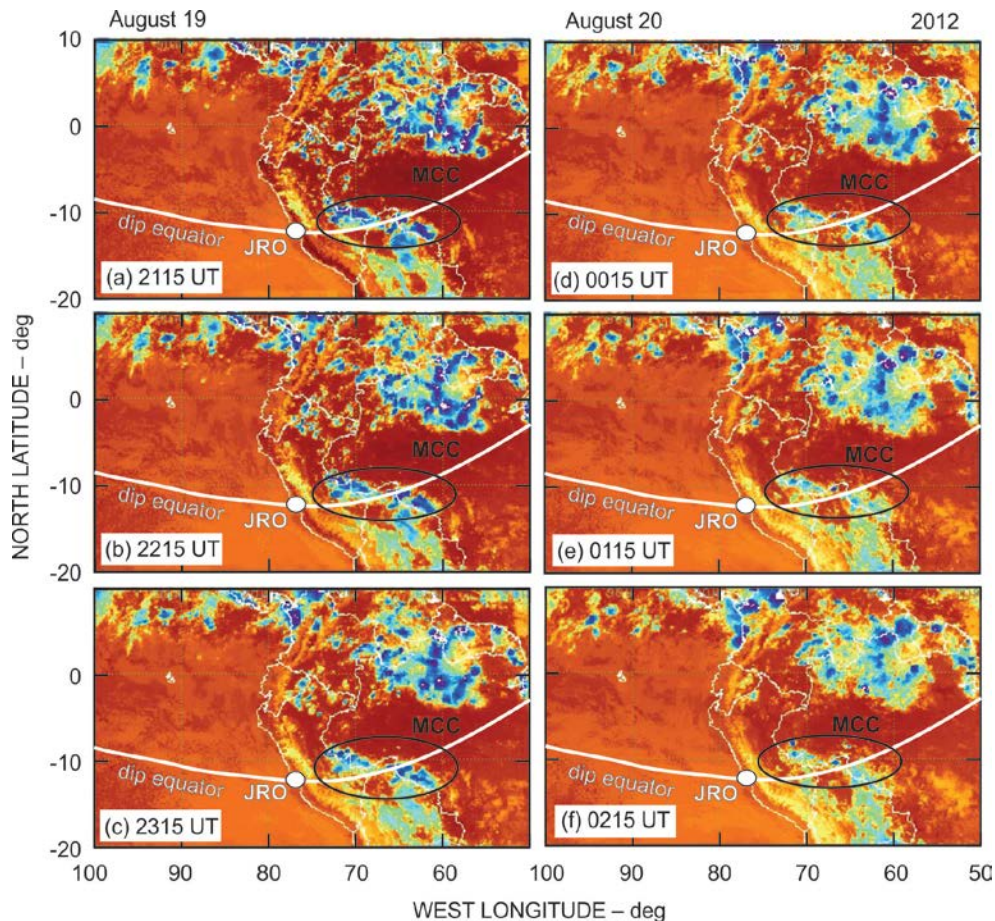 August 19
August 20 2012
10
0
-10
-20
MCC
dip equator
JRO
(a) 2115 UT
MCC
dip equator
JRO
(d) 0015 UT
0
-10
-20
MCC
dip equator
JRO
(b) 2215 UT
MCC
dip equator
JRO
(e) 0115 UT
0
-10
-20
MCC
dip equator
JRO
(c) 2315 UT
MCC
dip equator
JRO
(f) 0215 UT
100 90 80 70 60 100 90 80 70 60 50
NORTH LATITUDE – deg
WEST LONGITUDE – deg